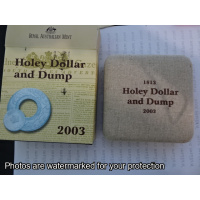 ROYAL AUSTRALIAN MINT
Holey Dollar
and Dump
2003
1813
Holey Dollar
and Dump
2003
Photos are watermarked for your protection